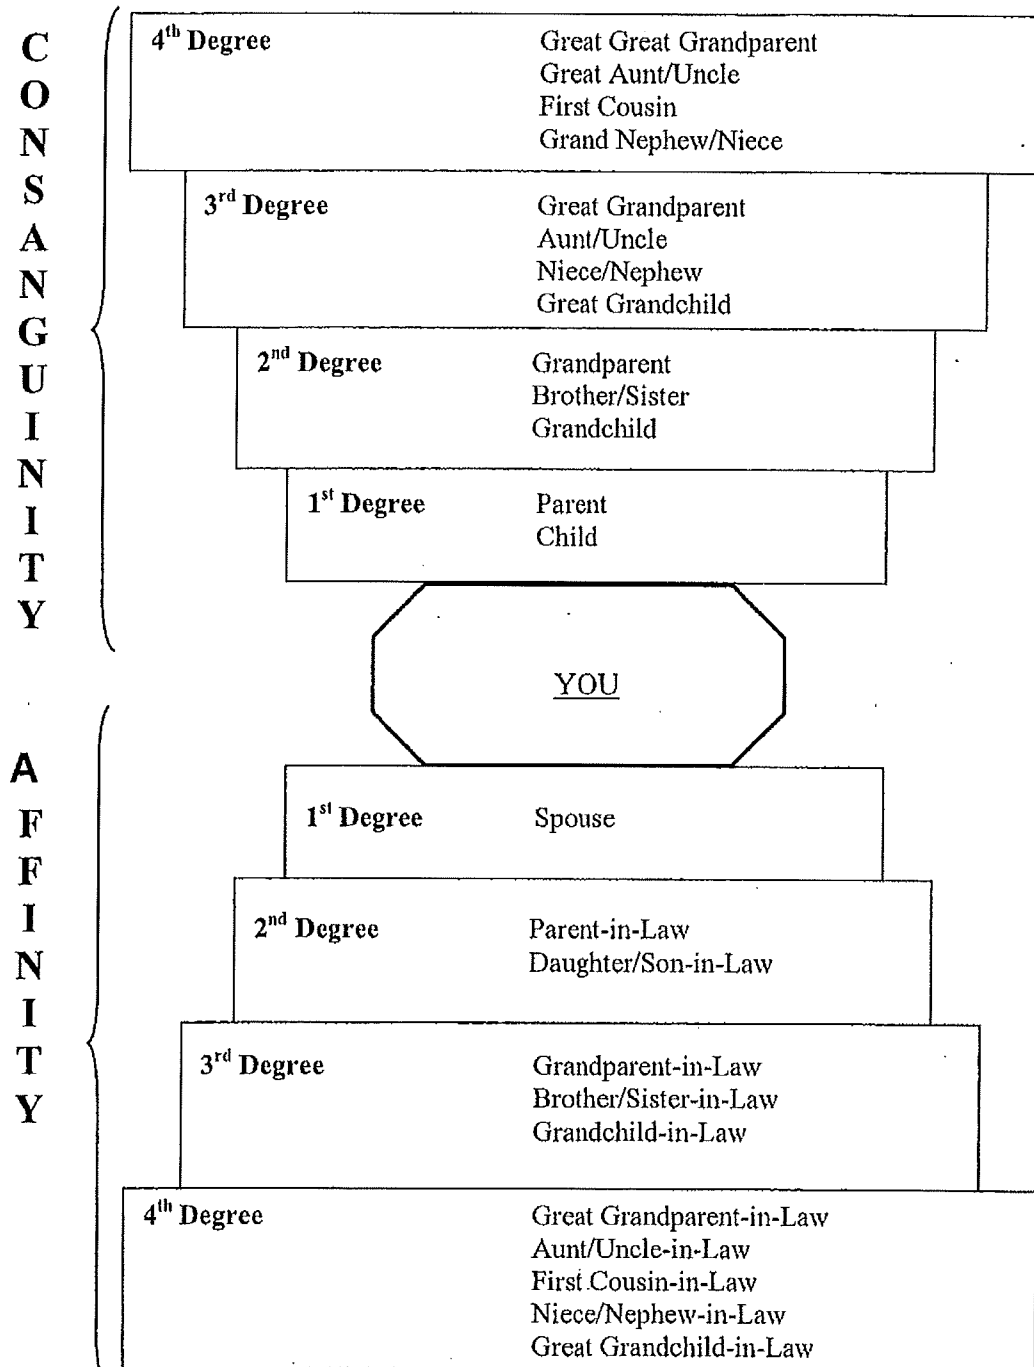 CONSANGUINITY
4th Degree Great Great Grandparent
Great Aunt/Uncle
First Cousin
Grand Nephew/Niece
3rd Degree Great Grandparent
Aunt/Uncle
Niece/Nephew
Great Grandchild
2nd Degree Grandparent
Brother/Sister
Grandchild
1st Degree Parent
Child
YOU
AFFINITY
1st Degree Spouse
2nd Degree Parent-in-Law
Daughter/Son-in-Law
3rd Degree Grandparent-in-Law
Brother/Sister-in-Law
Grandchild-in-Law
4th Degree Great Grandparent-in-Law
Aunt/Uncle-in-Law
First Cousin-in-Law
Niece/Nephew-in-Law
Great Grandchild-in-Law